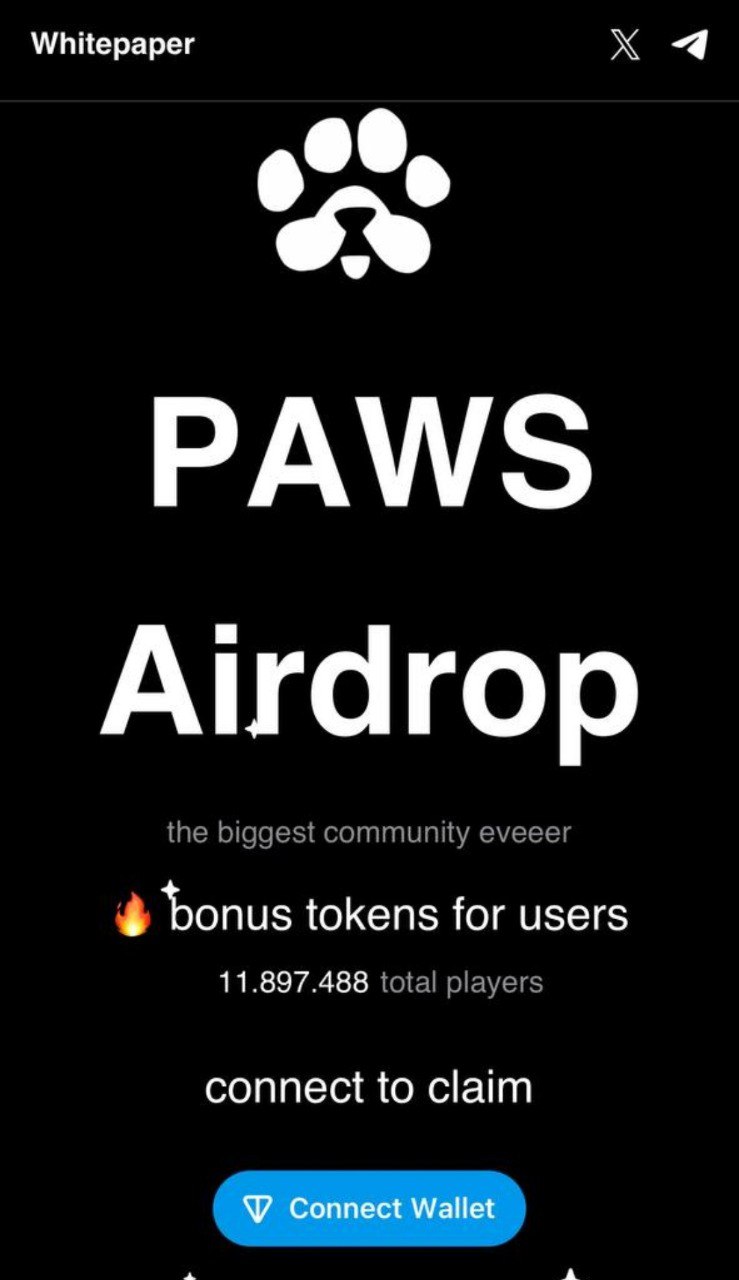 Whitepaper
PAWS
Airdrop
the biggest community eveeer
🔥 bonus tokens for users
11.897.488 total players
connect to claim
Connect Wallet